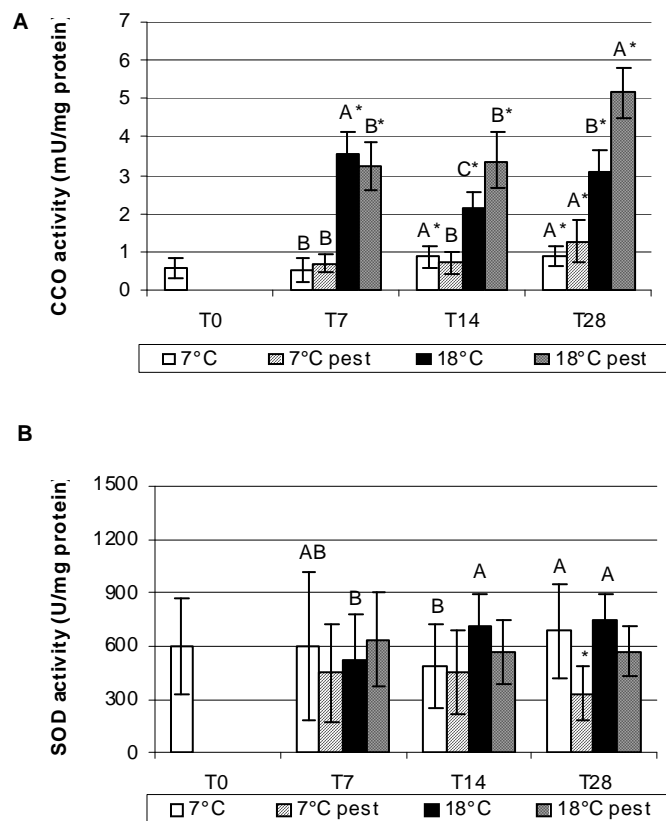 A
CCO activity (mU/mg protein)
7
6
5
4
3
2
1
0
B B A* B*
A* B C* B*
A* A* B* A*
T0 T7 T14 T28
7°C 7°C pest 18°C 18°C pest
B
SOD activity (U/mg protein)
1500
1200
900
600
300
0
AB B
B A
A * A
T0 T7 T14 T28
7°C 7°C pest 18°C 18°C pest